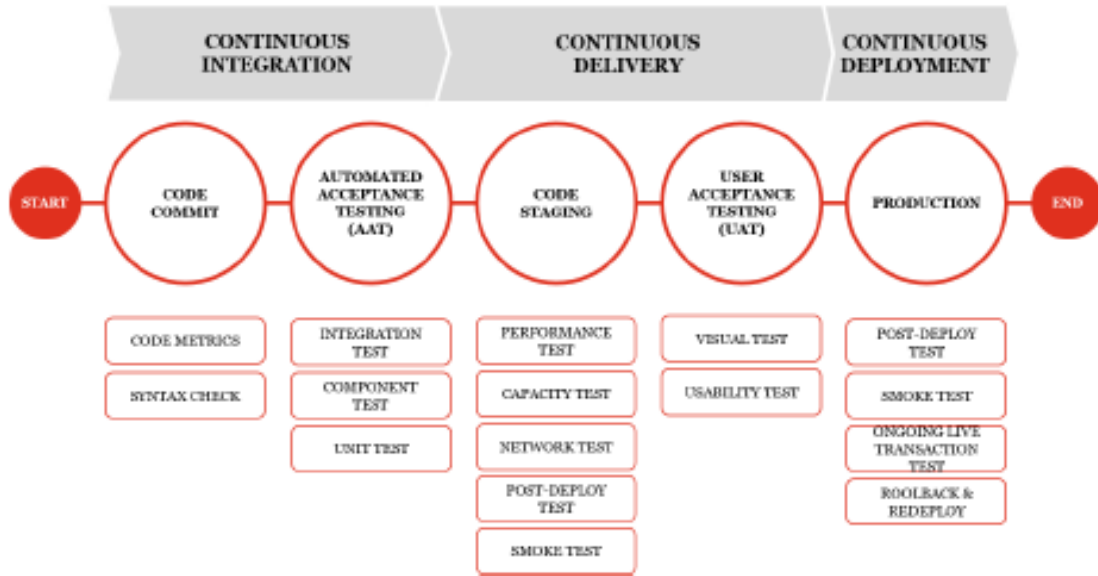 CONTINUOUS
INTEGRATION
CONTINUOUS
DELIVERY
CONTINUOUS
DEPLOYMENT
START
CODE
COMMIT
AUTOMATED
ACCEPTANCE
TESTING
(AAT)
CODE
STAGING
USER
ACCEPTANCE
TESTING
(UAT)
PRODUCTION
END
CODE METRICS
SYNTAX CHECK
INTEGRATION
TEST
COMPONENT
TEST
UNIT TEST
PERFORMANCE
TEST
CAPACITY TEST
NETWORK TEST
POST-DEPLOY
TEST
SMOKE TEST
VISUAL TEST
USABILITY TEST
POST-DEPLOY
TEST
SMOKE TEST
ONGOING LIVE
TRANSACTION
TEST
ROOLBACK &
REDEPLOY